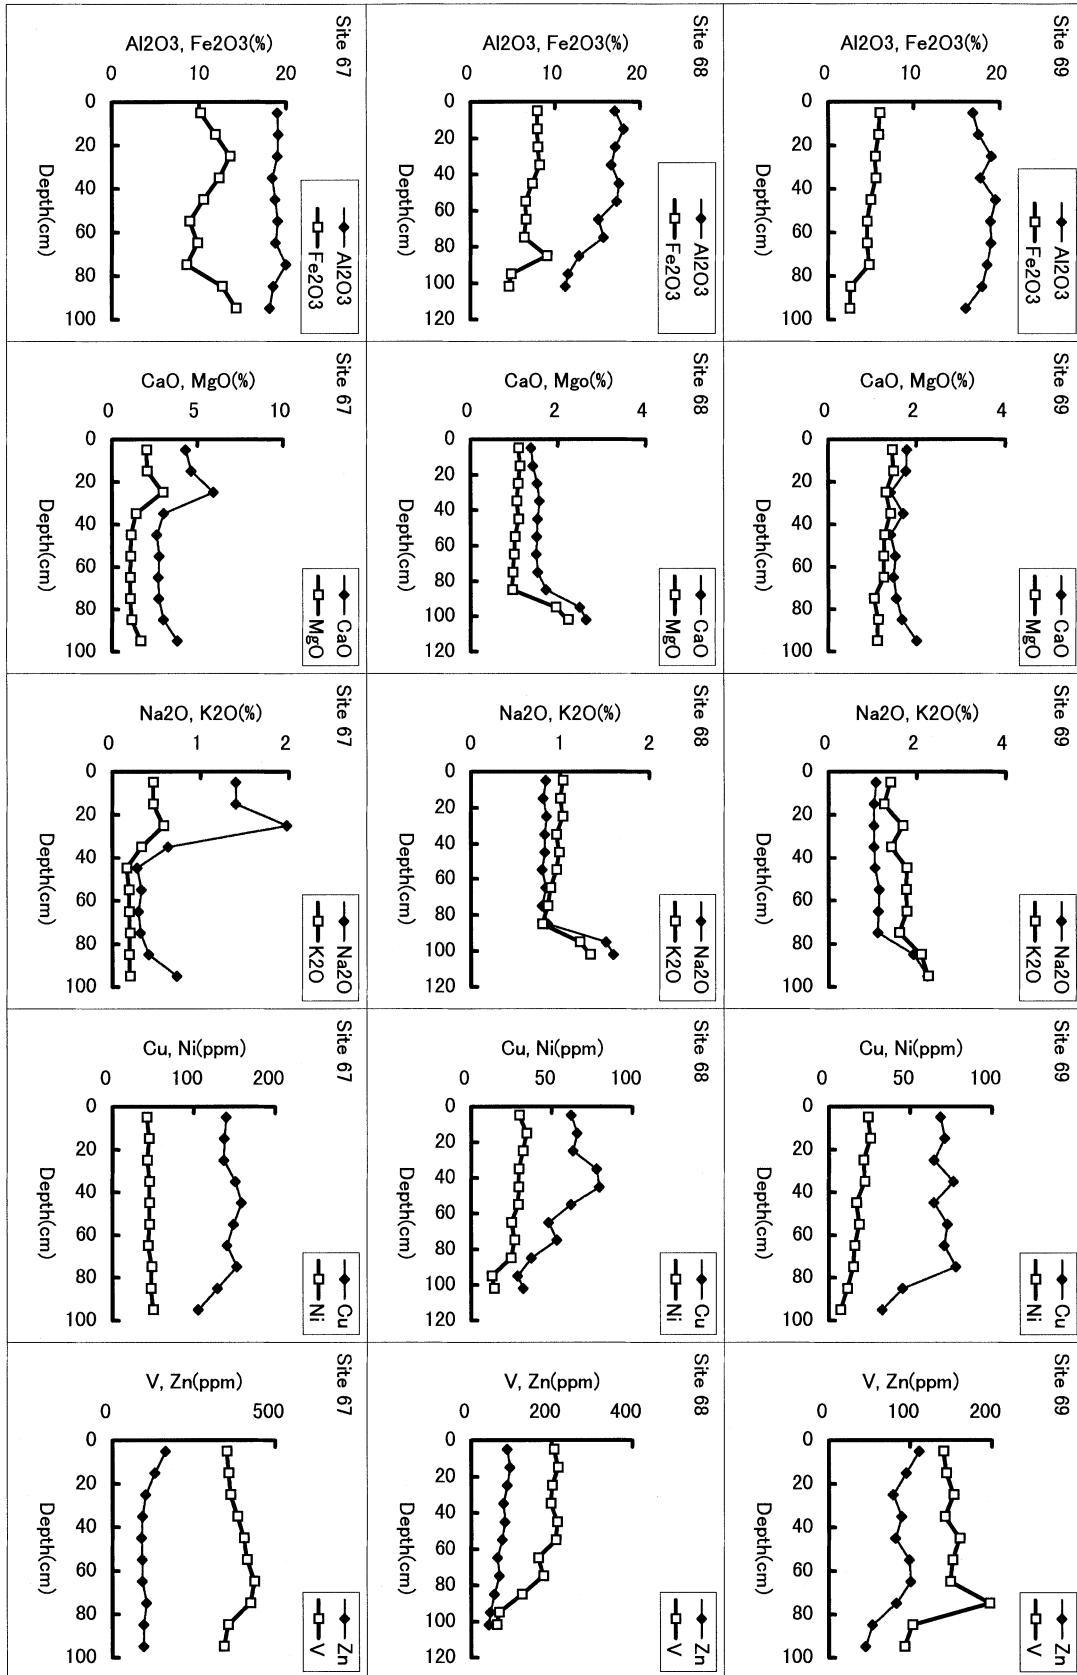 Site 67
Al2O3, Fe2O3(%)
0 10 20
0 20 40 60 80 100
Depth(cm)
Al2O3
Fe2O3
Site 68
Al2O3, Fe2O3(%)
0 10 20
0 20 40 60 80 100 120
Depth(cm)
Al2O3
Fe2O3
Site 69
Al2O3, Fe2O3(%)
0 10 20
0 20 40 60 80 100
Depth(cm)
Al2O3
Fe2O3
Site 67
CaO, MgO(%)
0 5 10
0 20 40 60 80 100
Depth(cm)
CaO
MgO
Site 68
CaO, Mgo(%)
0 2 4
0 20 40 60 80 100 120
Depth(cm)
CaO
MgO
Site 69
CaO, MgO(%)
0 2 4
0 20 40 60 80 100
Depth(cm)
CaO
MgO
Site 67
Na2O, K2O(%)
0 1 2
0 20 40 60 80 100
Depth(cm)
Na2O
K2O
Site 68
Na2O, K2O(%)
0 1 2
0 20 40 60 80 100 120
Depth(cm)
Na2O
K2O
Site 69
Na2O, K2O(%)
0 2 4
0 20 40 60 80 100
Depth(cm)
Na2O
K2O
Site 67
Cu, Ni(ppm)
0 100 200
0 20 40 60 80 100
Depth(cm)
Cu
Ni
Site 68
Cu, Ni(ppm)
0 50 100
0 20 40 60 80 100 120
Depth(cm)
Cu
Ni
Site 69
Cu, Ni(ppm)
0 50 100
0 20 40 60 80 100
Depth(cm)
Cu
Ni
Site 67
V, Zn(ppm)
0 500
0 20 40 60 80 100
Depth(cm)
Zn
V
Site 68
V, Zn(ppm)
0 200 400
0 20 40 60 80 100 120
Depth(cm)
Zn
V
Site 69
V, Zn(ppm)
0 100 200
0 20 40 60 80 100
Depth(cm)
Zn
V